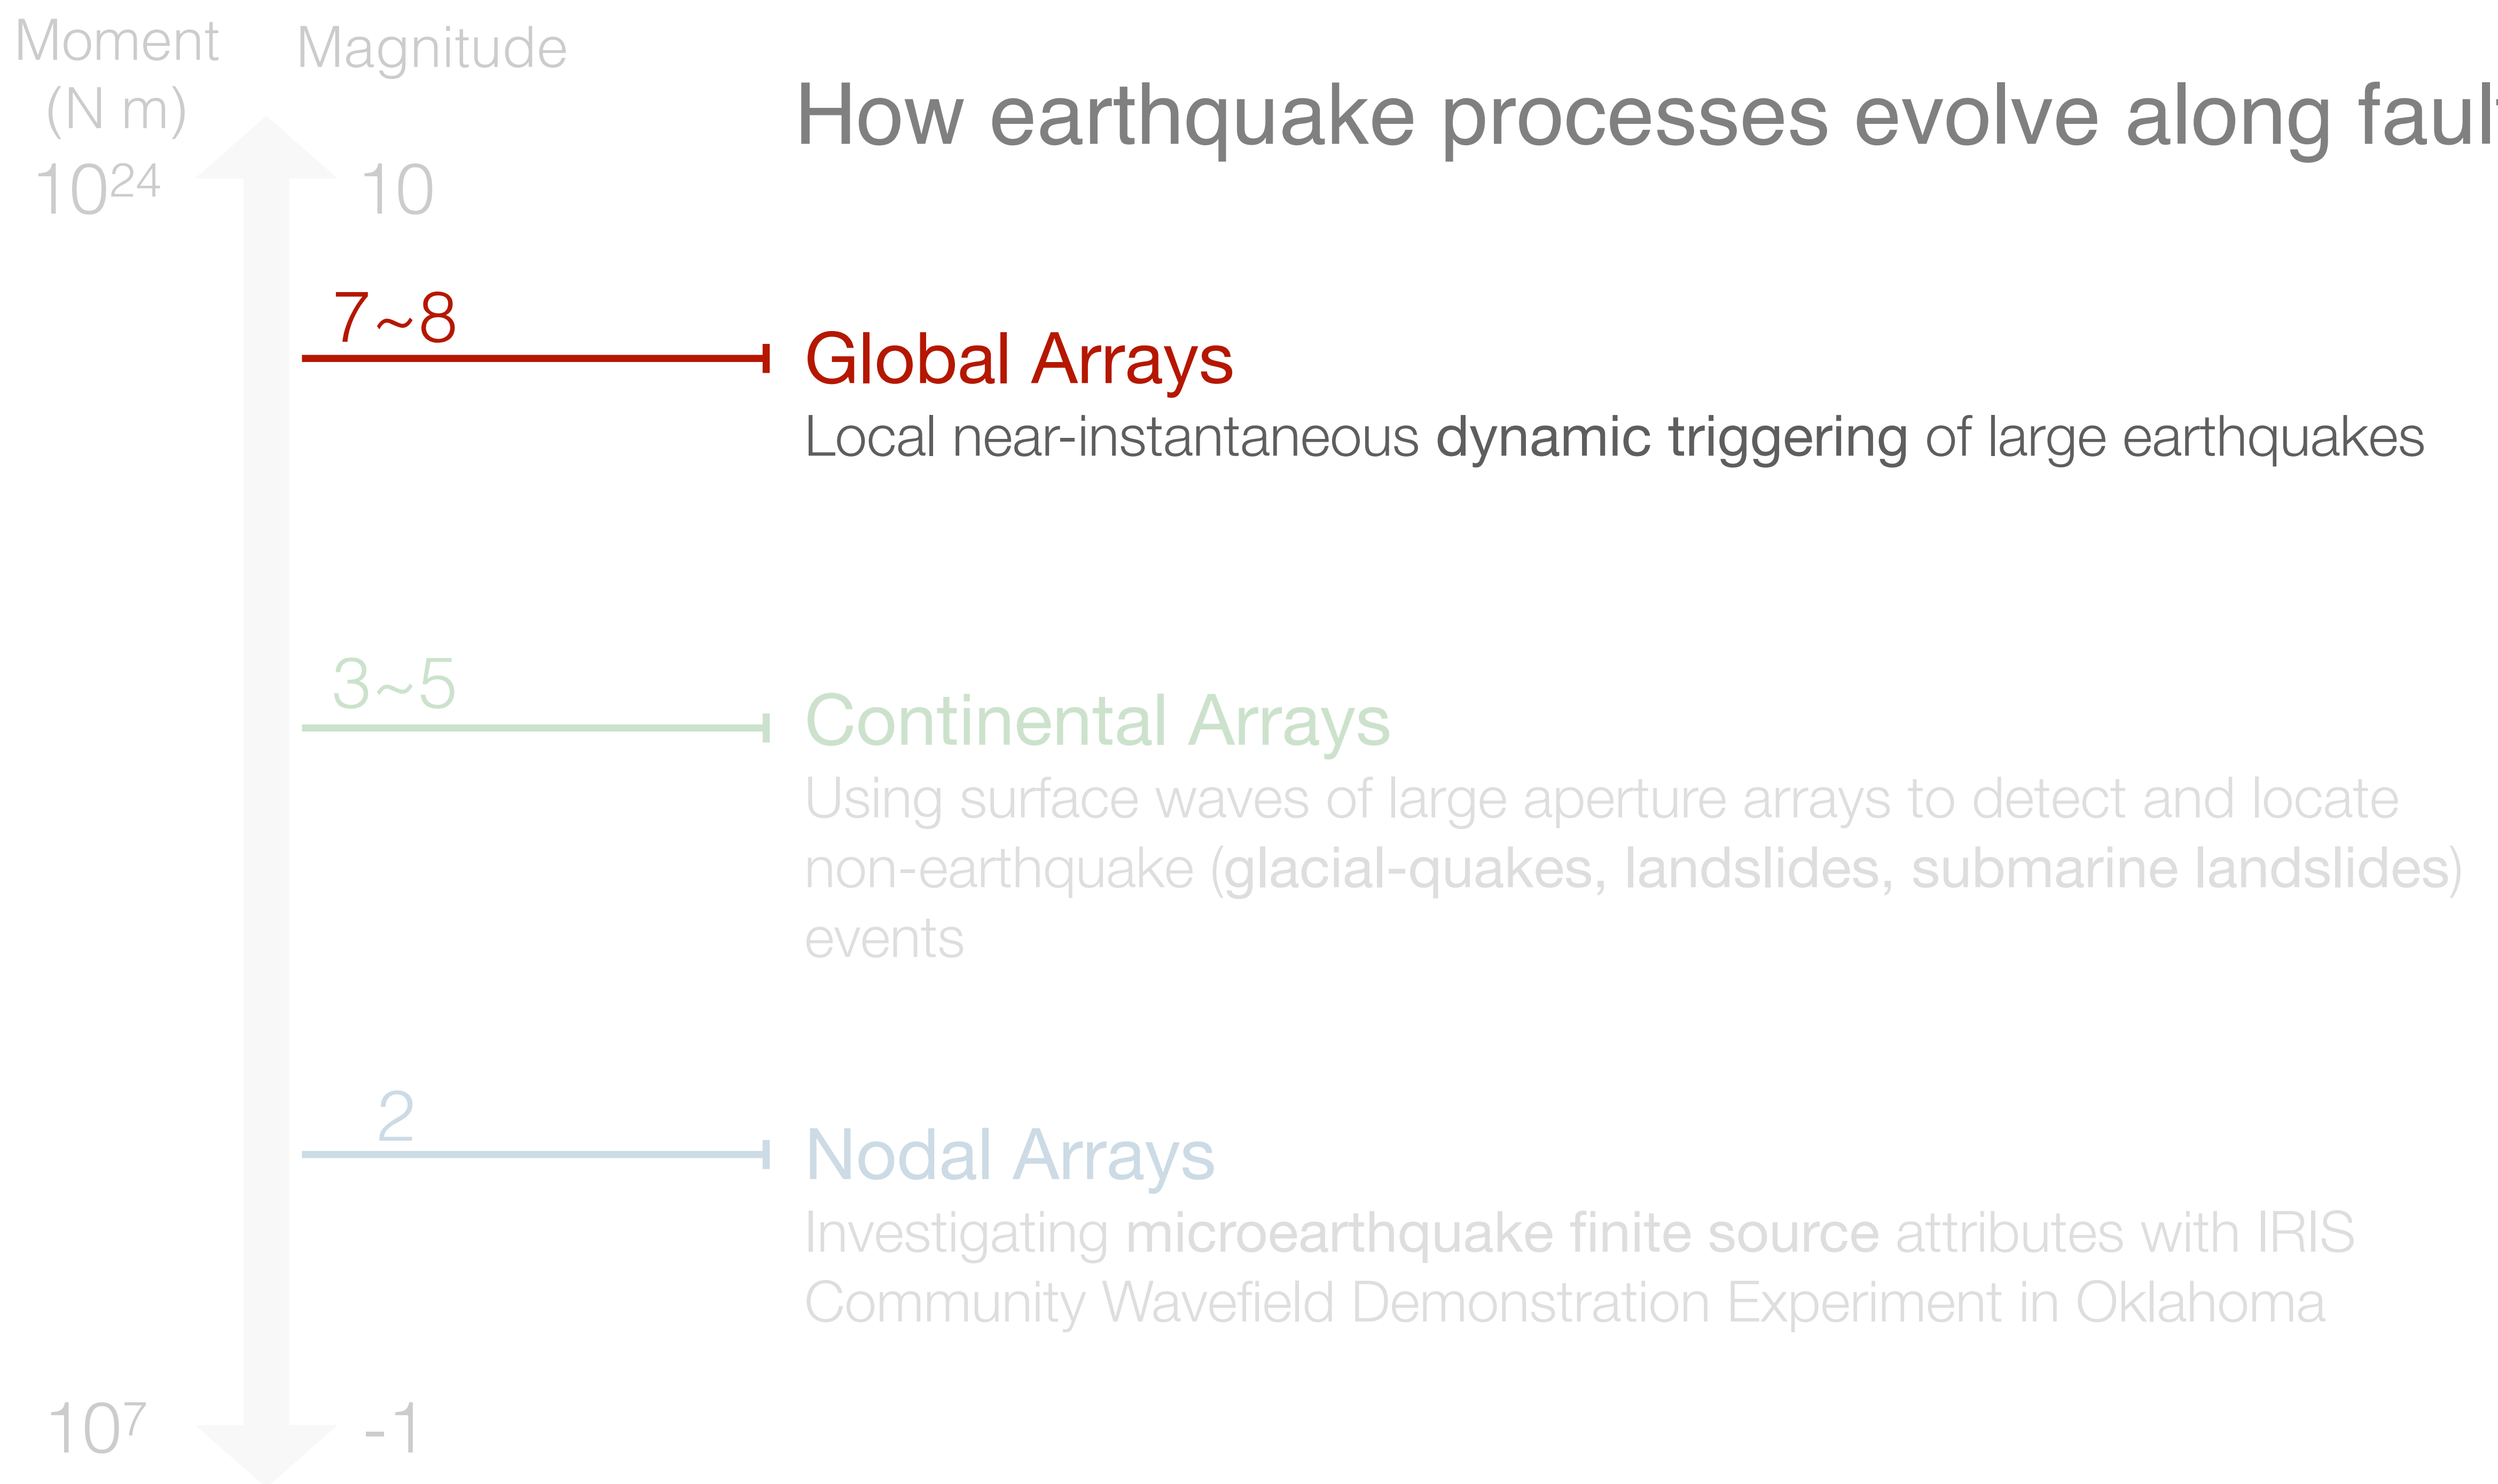 Moment
(N m)
Magnitude
How earthquake processes evolve along
10²⁴
10
7~8
Global Arrays
Local near-instantaneous dynamic triggering of large earthquakes
3~5
Continental Arrays
Using surface waves of large aperture arrays to detect and locate
non-earthquake (glacial-quakes, landslides, submarine landslides)
events
2
Nodal Arrays
Investigating microearthquake finite source attributes with IRIS
Community Wavefield Demonstration Experiment in Oklahoma
10⁷
-1